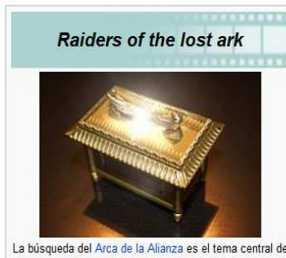 Raiders of the lost ark
La búsqueda del Arca de la Alianza es el tema central de